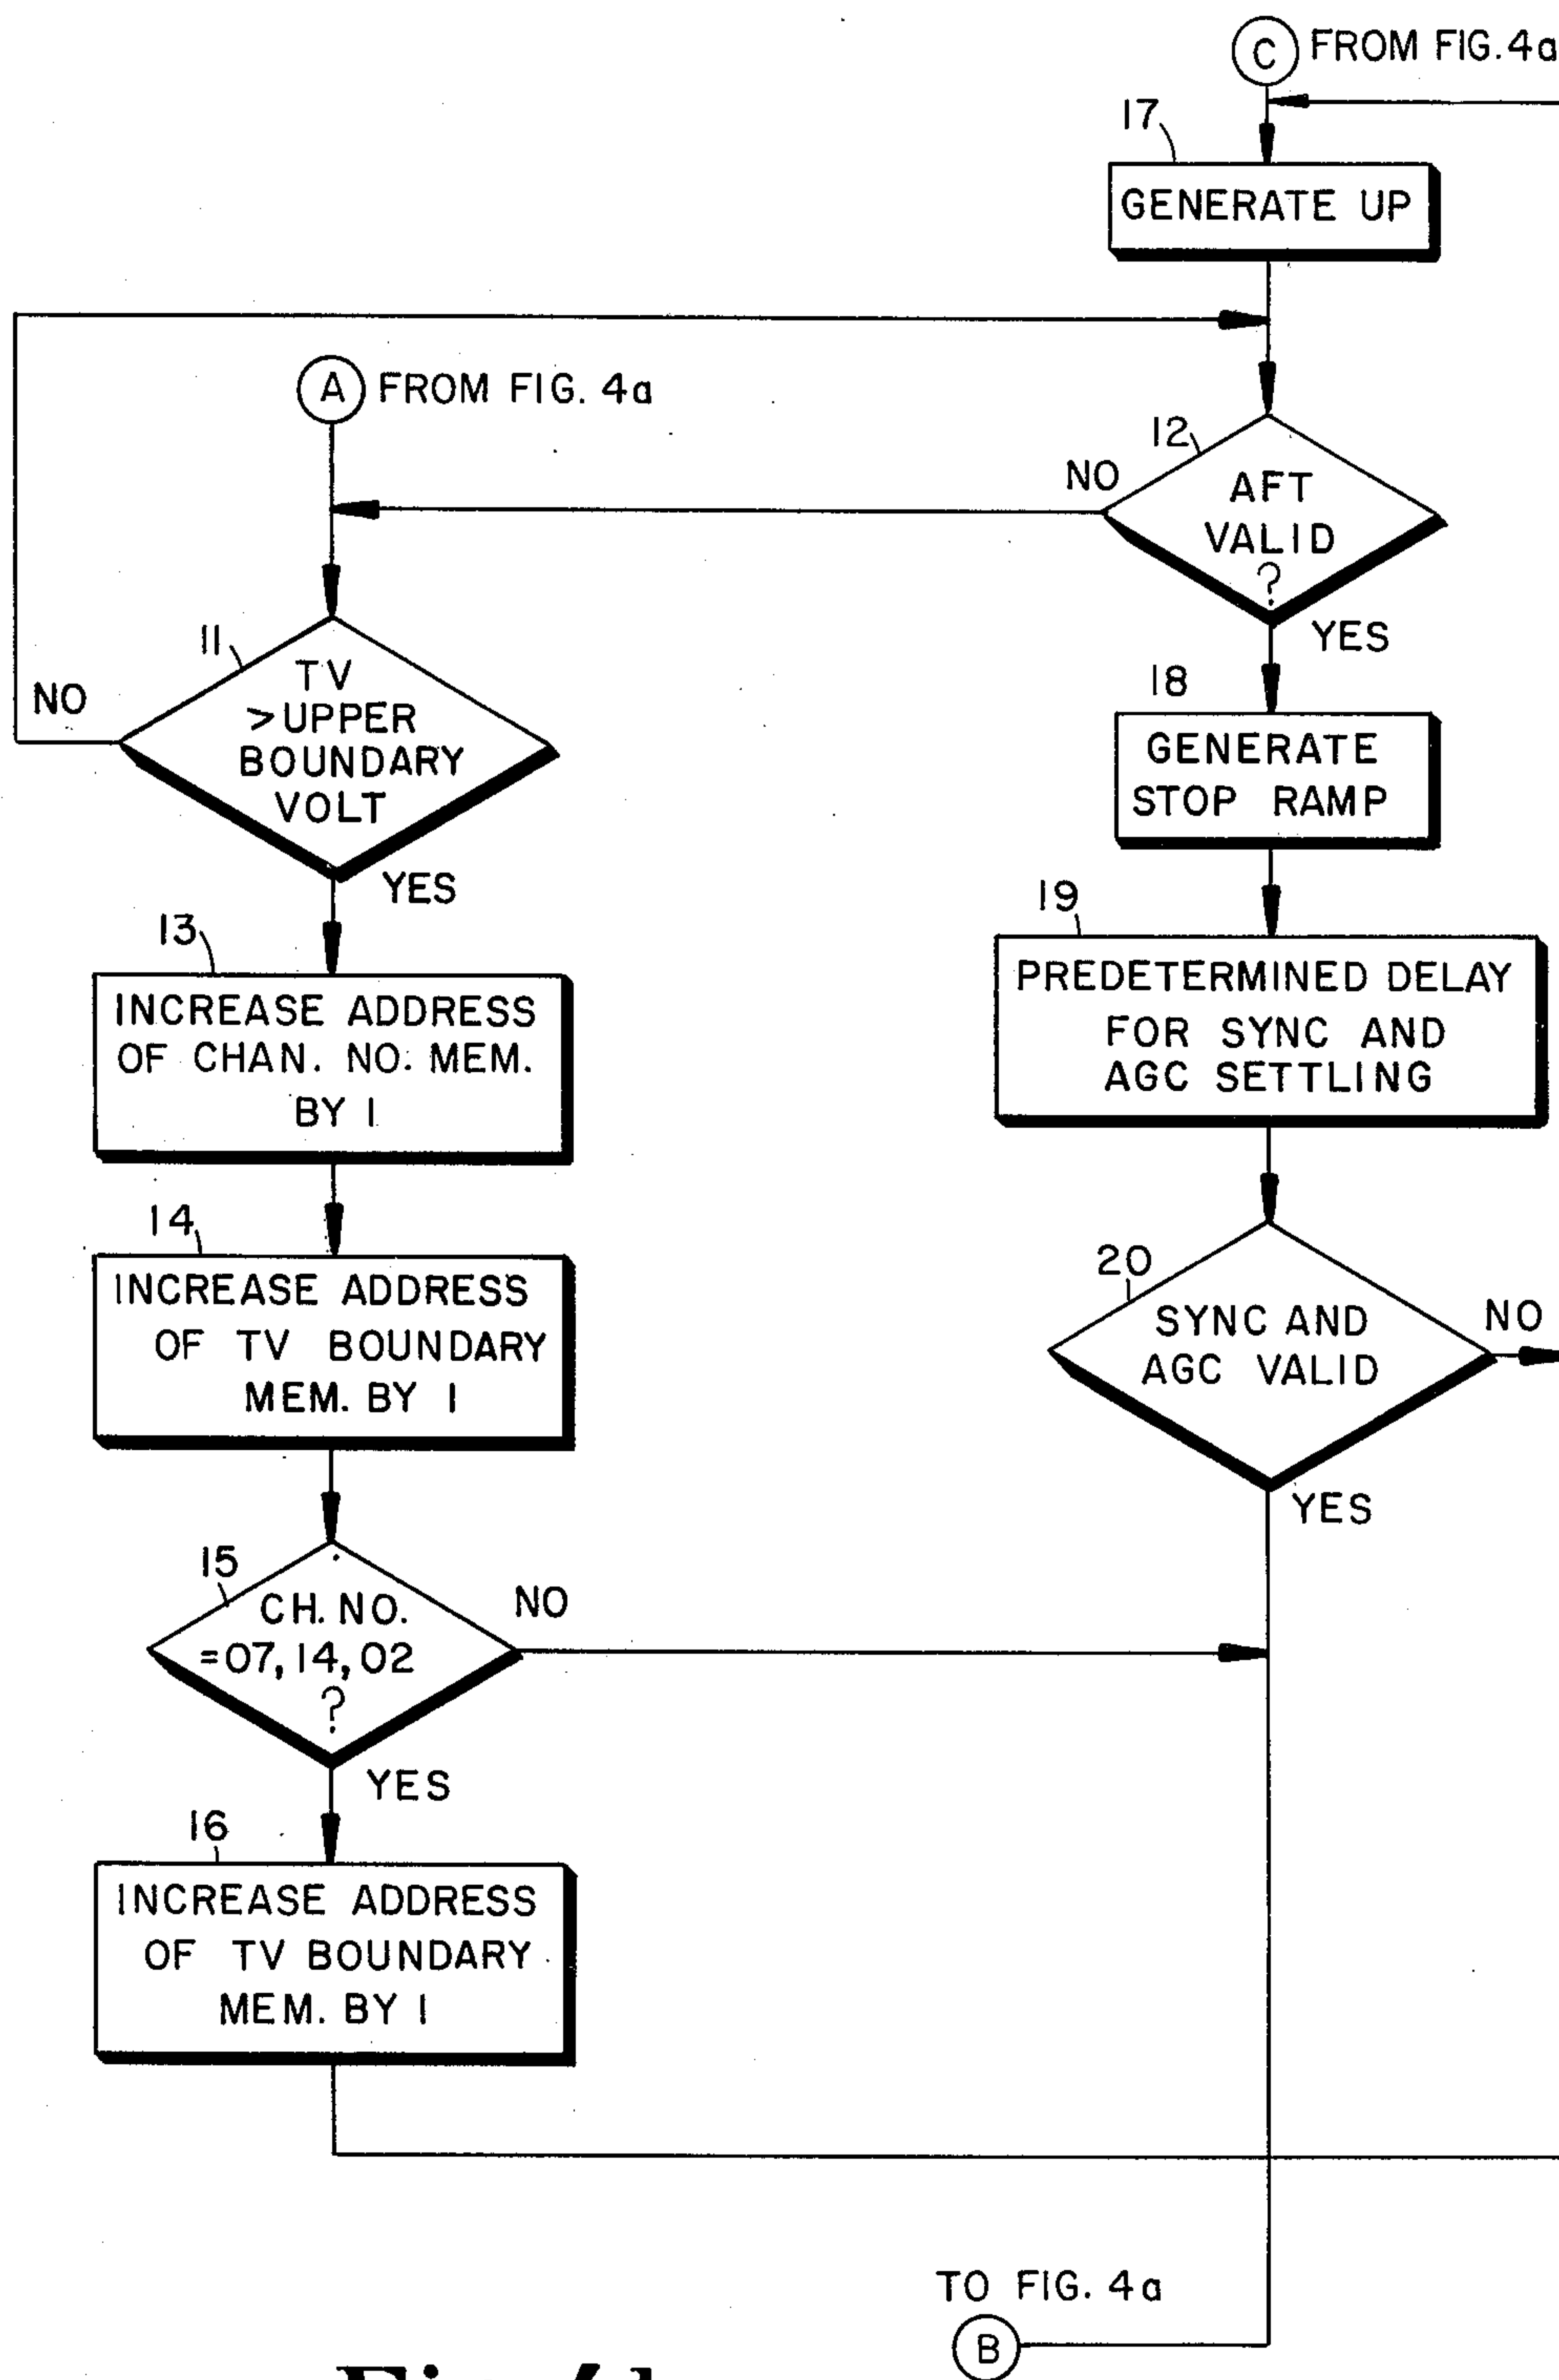 C FROM FIG. 4a
17
GENERATE UP
A FROM FIG. 4a
12
NO
AFT
VALID
?
YES
11
NO
TV
>UPPER
BOUNDARY
VOLT
YES
18
GENERATE
STOP RAMP
13
INCREASE ADDRESS
OF CHAN. NO. MEM.
BY 1
19
PREDETERMINED DELAY
FOR SYNC AND
AGC SETTLING
14
INCREASE ADDRESS
OF TV BOUNDARY
MEM. BY 1
20
SYNC AND
AGC VALID
NO
YES
15
CH. NO.
=07,14,02
?
NO
YES
16
INCREASE ADDRESS
OF TV BOUNDARY
MEM. BY 1
TO FIG. 4a
B